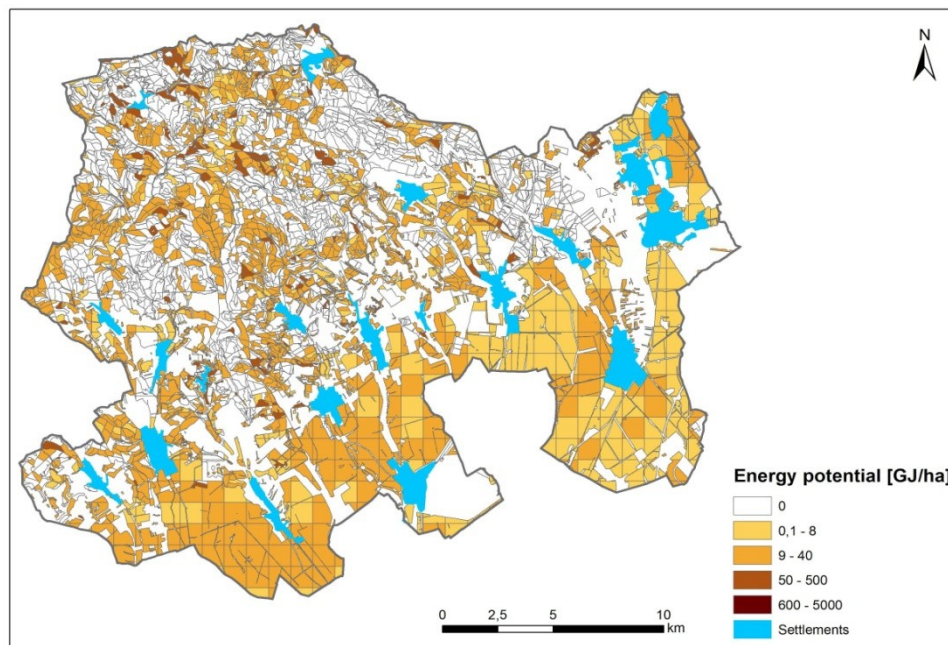 N
Energy potential [GJ/ha]
0
0,1 - 8
9 - 40
50 - 500
600 - 5000
Settlements
0 2,5 5 10
km